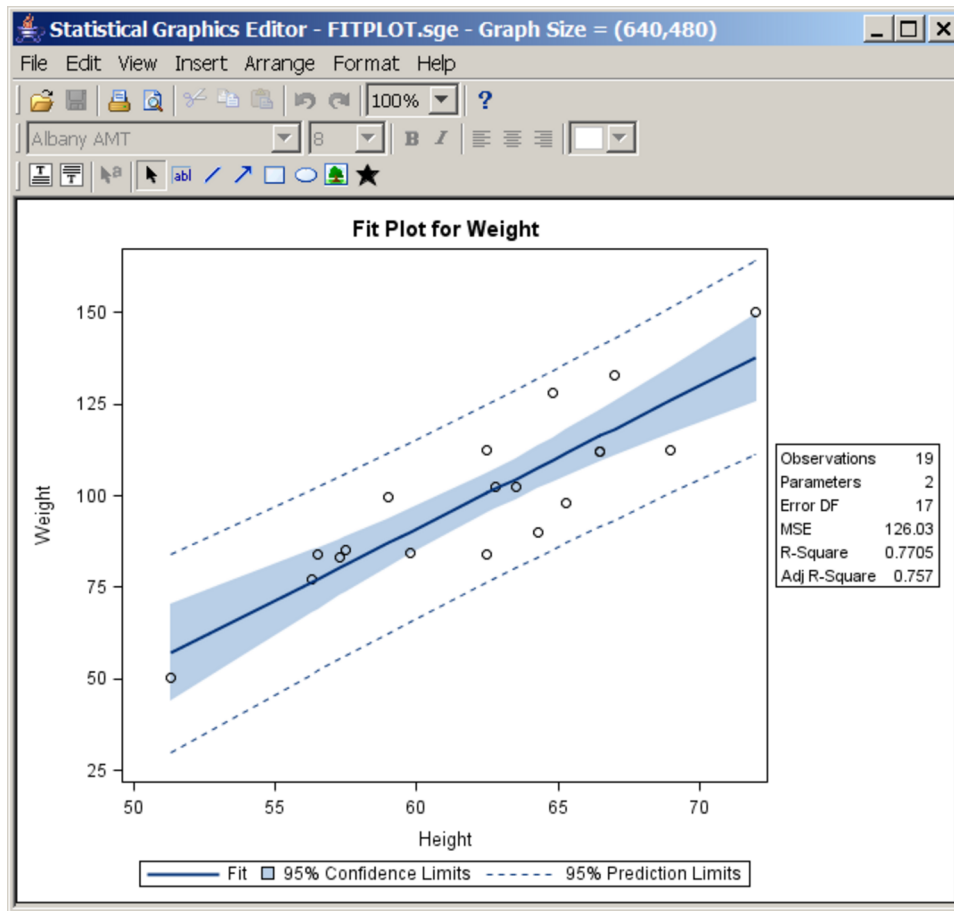 Statistical Graphics Editor - FITPLOT.sge - Graph Size = (640,480)
File Edit View Insert Arrange Format Help
100% ?
Albany AMT 8 B I
T T a abl
Fit Plot for Weight
150
125
100
75
50
25
Weight
50 55 60 65 70
Height
Observations 19
Parameters 2
Error DF 17
MSE 126.03
R-Square 0.7705
Adj R-Square 0.757
Fit 95% Confidence Limits 95% Prediction Limits